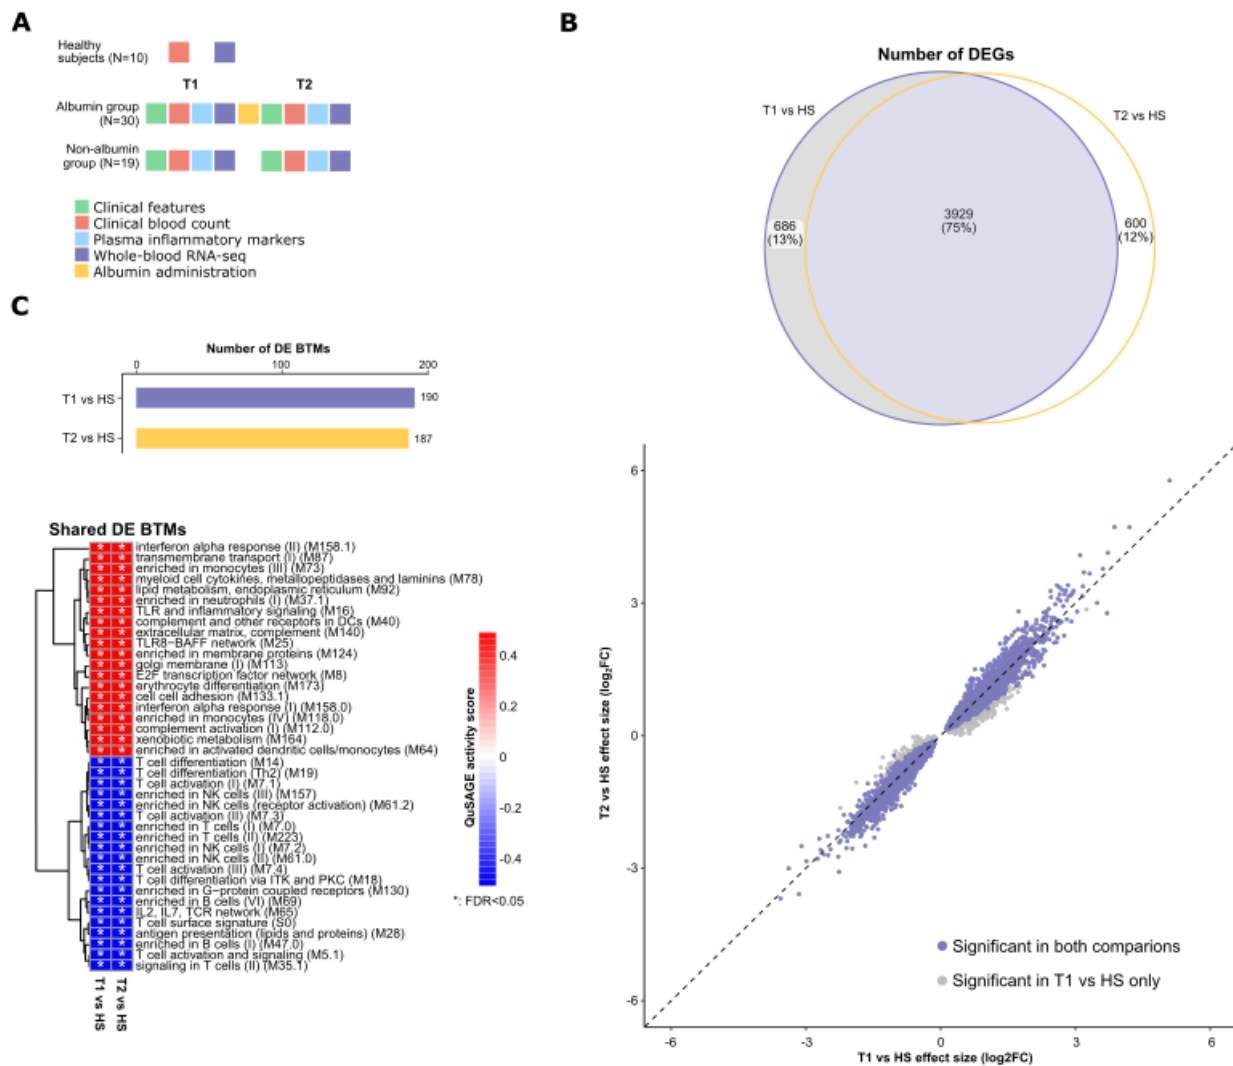 A
Healthy
subjects (N=10)
T1
T2
Albumin group
(N=30)
Non-albumin
group (N=19)
Clinical features
Clinical blood count
Plasma inflammatory markers
Whole-blood RNA-seq
Albumin administration
B
Number of DEGs
T1 vs HS
T2 vs HS
686
(13%)
3929
(75%)
600
(12%)
6
3
0
-3
-6
T2 vs HS effect size (log₂FC)
Significant in both comparions
Significant in T1 vs HS only
-6
-3
0
3
6
T1 vs HS effect size (log2FC)
C
Number of DE BTMs
0
100
200
T1 vs HS
190
T2 vs HS
187
Shared DE BTMs
interferon alpha response (II) (M158.1)
transmembrane transport (I) (M87)
enriched in monocytes (III) (M73)
myeloid cell cytokines, metallopeptidases and laminins (M78)
lipid metabolism, endoplasmic reticulum (M92)
enriched in neutrophils (I) (M37.1)
TLR and inflammatory signaling (M16)
complement and other receptors in DCs (M40)
extracellular matrix, complement (M140)
TLR8−BAFF network (M25)
enriched in membrane proteins (M124)
golgi membrane (I) (M113)
E2F transcription factor network (M8)
erythrocyte differentiation (M173)
cell cell adhesion (M133.1)
interferon alpha response (I) (M158.0)
enriched in monocytes (IV) (M118.0)
complement activation (I) (M112.0)
xenobiotic metabolism (M164)
enriched in activated dendritic cells/monocytes (M64)
T cell differentiation (M14)
T cell differentiation (Th2) (M19)
T cell activation (I) (M7.1)
enriched in NK cells (III) (M157)
enriched in NK cells (receptor activation) (M61.2)
T cell activation (II) (M7.3)
enriched in T cells (I) (M7.0)
enriched in T cells (II) (M223)
enriched in NK cells (I) (M7.2)
enriched in NK cells (II) (M61.0)
T cell activation (III) (M7.4)
T cell differentiation via ITK and PKC (M18)
enriched in G−protein coupled receptors (M130)
enriched in B cells (VI) (M69)
IL2, IL7, TCR network (M65)
T cell surface signature (S0)
antigen presentation (lipids and proteins) (M28)
enriched in B cells (I) (M47.0)
T cell activation and signaling (M5.1)
signaling in T cells (II) (M35.1)
T1 vs HS
T2 vs HS
QuSAGE activity score
0.4
0.2
0
-0.2
-0.4
*: FDR<0.05